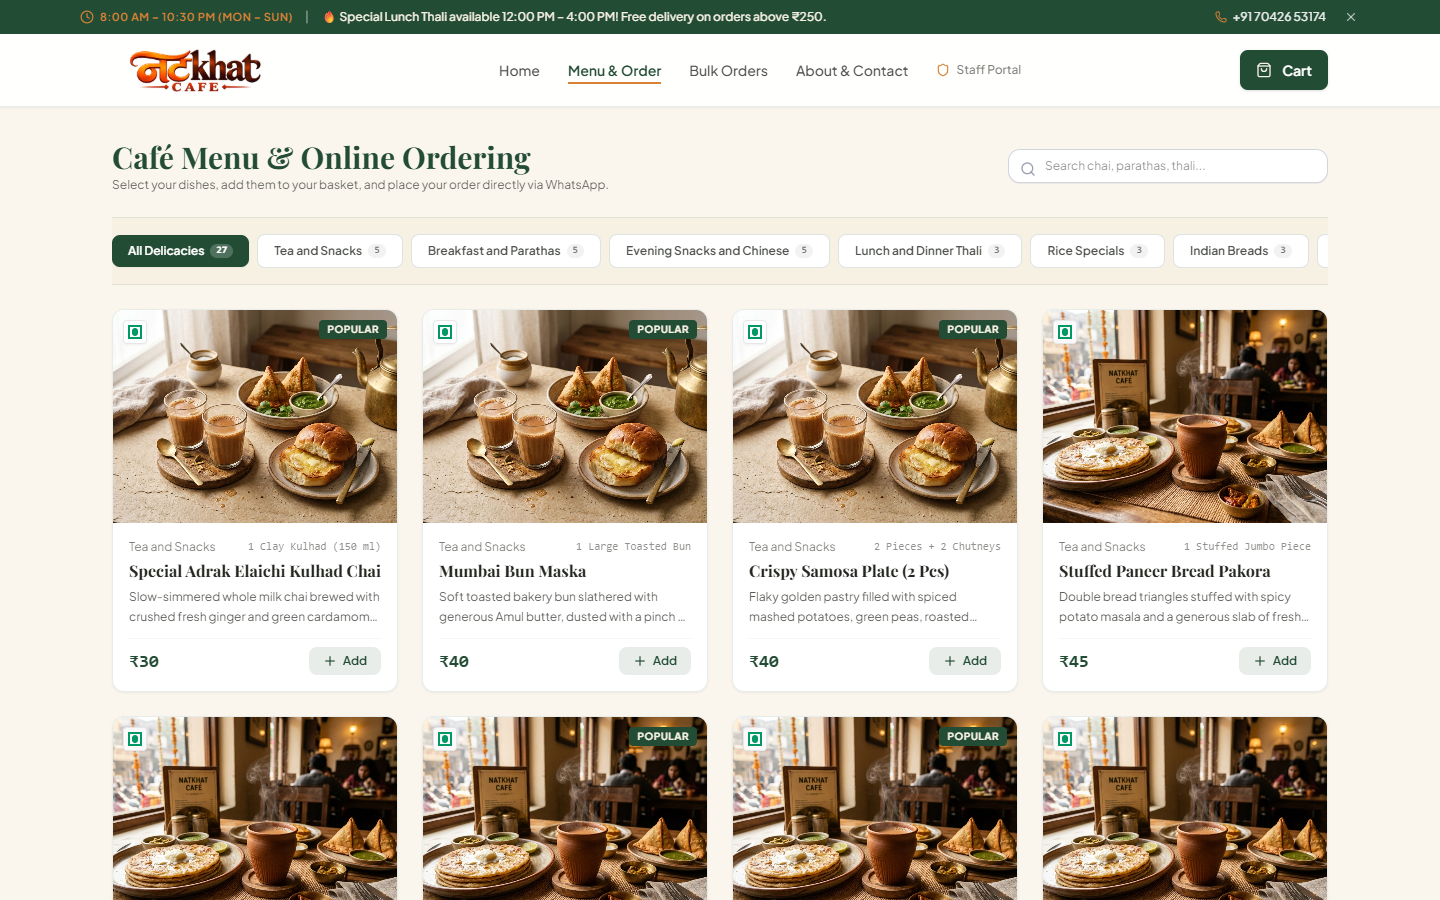 8:00 AM – 10:30 PM (MON – SUN) | 🔥 Special Lunch Thali available 12:00 PM – 4:00 PM! Free delivery on orders above ₹250. +91 70426 53174
नटkhat
CAFE
Home Menu & Order Bulk Orders About & Contact Staff Portal Cart
Café Menu & Online Ordering
Select your dishes, add them to your basket, and place your order directly via WhatsApp.
Search chai, parathas, thali...
All Delicacies 27 Tea and Snacks 5 Breakfast and Parathas 5 Evening Snacks and Chinese 5 Lunch and Dinner Thali 3 Rice Specials 3 Indian Breads 3
POPULAR POPULAR POPULAR
NATKHAT
CAFÉ
Tea and Snacks 1 Clay Kulhad (150 ml)
Special Adrak Elaichi Kulhad Chai
Slow-simmered whole milk chai brewed with
crushed fresh ginger and green cardamom...
₹30 + Add
Tea and Snacks 1 Large Toasted Bun
Mumbai Bun Maska
Soft toasted bakery bun slathered with
generous Amul butter, dusted with a pinch ...
₹40 + Add
Tea and Snacks 2 Pieces + 2 Chutneys
Crispy Samosa Plate (2 Pcs)
Flaky golden pastry filled with spiced
mashed potatoes, green peas, roasted...
₹40 + Add
Tea and Snacks 1 Stuffed Jumbo Piece
Stuffed Paneer Bread Pakora
Double bread triangles stuffed with spicy
potato masala and a generous slab of fresh...
₹45 + Add
POPULAR POPULAR
NATKHAT
CAFÉ
NATKHAT
CAFÉ
NATKHAT
CAFÉ
NATKHAT
CAFÉ